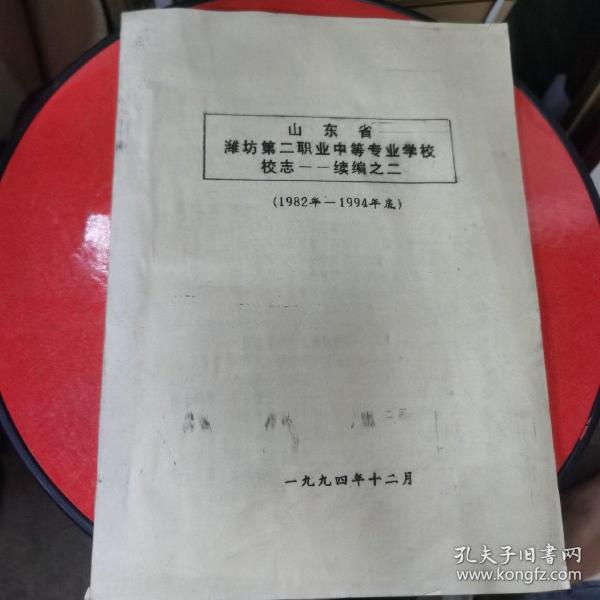 山东省
潍坊第二职业中等专业学校
校志——续编之二
(1982年—1994年底)
一九九四年十二月
孔夫子旧书网
www.kongfz.com